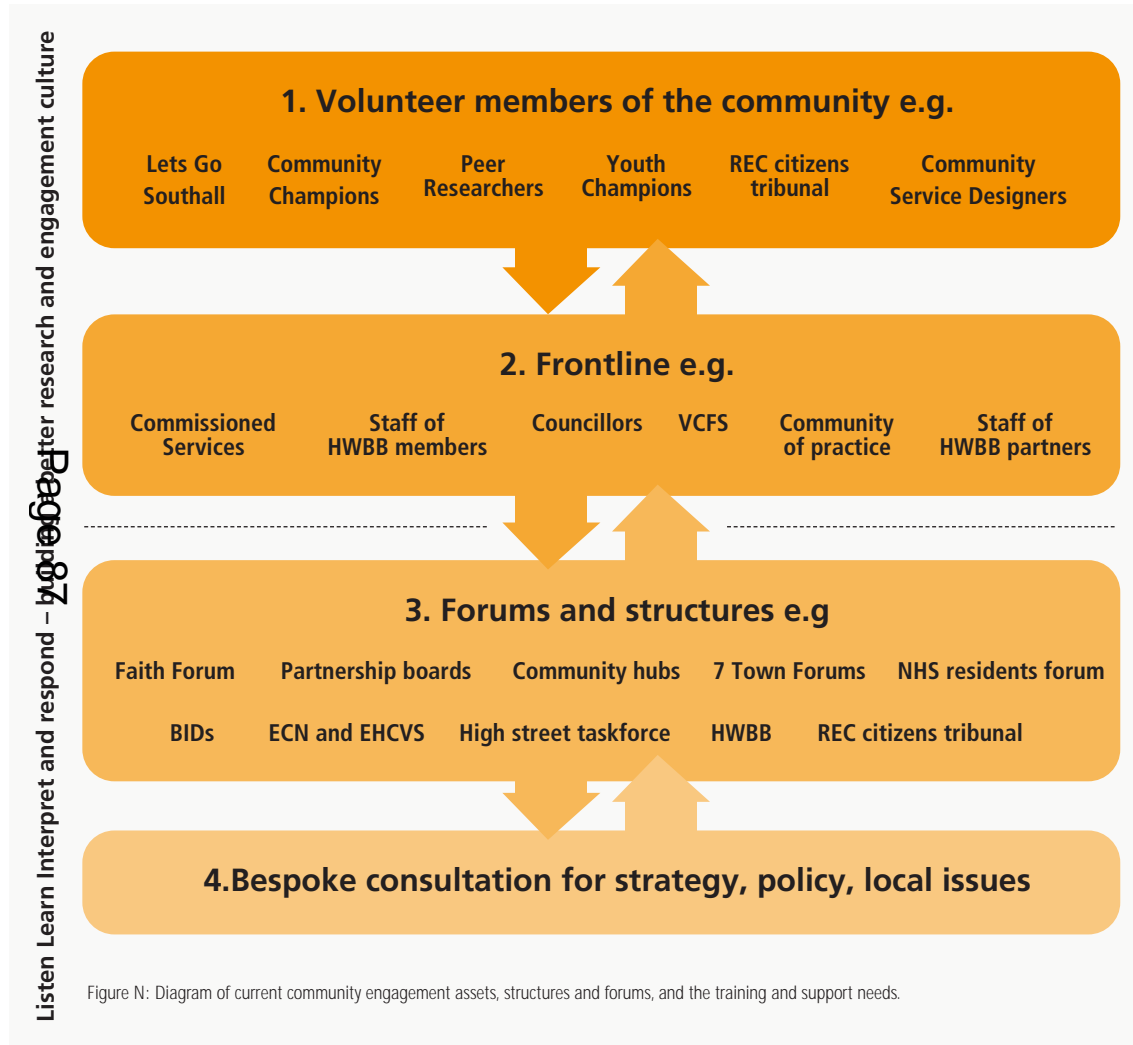 Listen Learn Interpret and respond – building a better research and engagement culture
Page 87
1. Volunteer members of the community e.g.
Lets Go
Southall
Community
Champions
Peer
Researchers
Youth
Champions
REC citizens
tribunal
Community
Service Designers
2. Frontline e.g.
Commissioned
Services
Staff of
HWBB members
Councillors
VCFS
Community
of practice
Staff of
HWBB partners
3. Forums and structures e.g
Faith Forum
Partnership boards
Community hubs
7 Town Forums
NHS residents forum
BIDs
ECN and EHCVS
High street taskforce
HWBB
REC citizens tribunal
4.Bespoke consultation for strategy, policy, local issues
Figure N: Diagram of current community engagement assets, structures and forums, and the training and support needs.